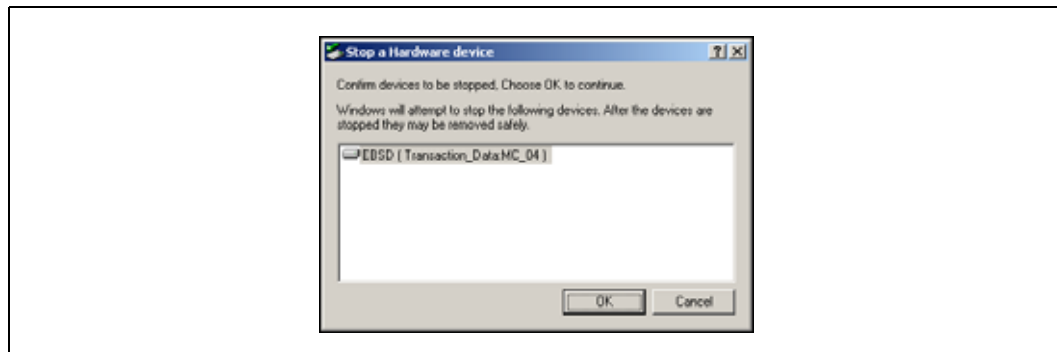 Stop a Hardware device
Confirm devices to be stopped, Choose OK to continue.
Windows will attempt to stop the following devices. After the devices are
stopped they may be removed safely.
EBSD ( Transaction_Data:MC_04 )
OK
Cancel